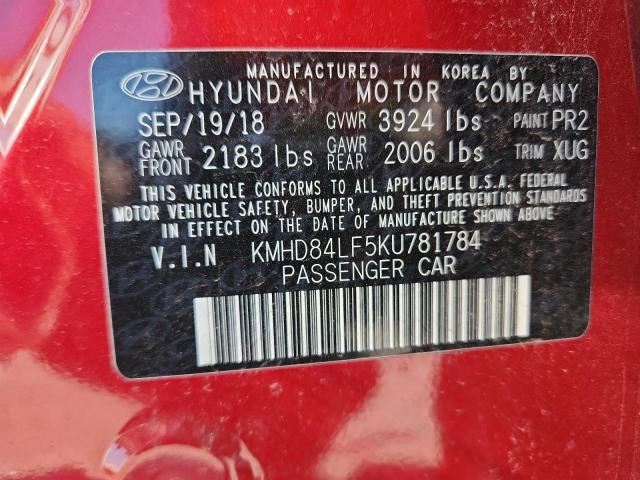 MANUFACTURED IN KOREA BY
HYUNDAI MOTOR COMPANY
SEP/19/18 GVWR 3924 lbs PAINT PR2
GAWR FRONT 2183 lbs GAWR REAR 2006 lbs TRIM XUG
THIS VEHICLE CONFORMS TO ALL APPLICABLE U.S.A. FEDERAL
MOTOR VEHICLE SAFETY, BUMPER, AND THEFT PREVENTION STANDARDS
IN EFFECT ON THE DATE OF MANUFACTURE SHOWN ABOVE.
V.I.N KMHD84LF5KU781784
PASSENGER CAR